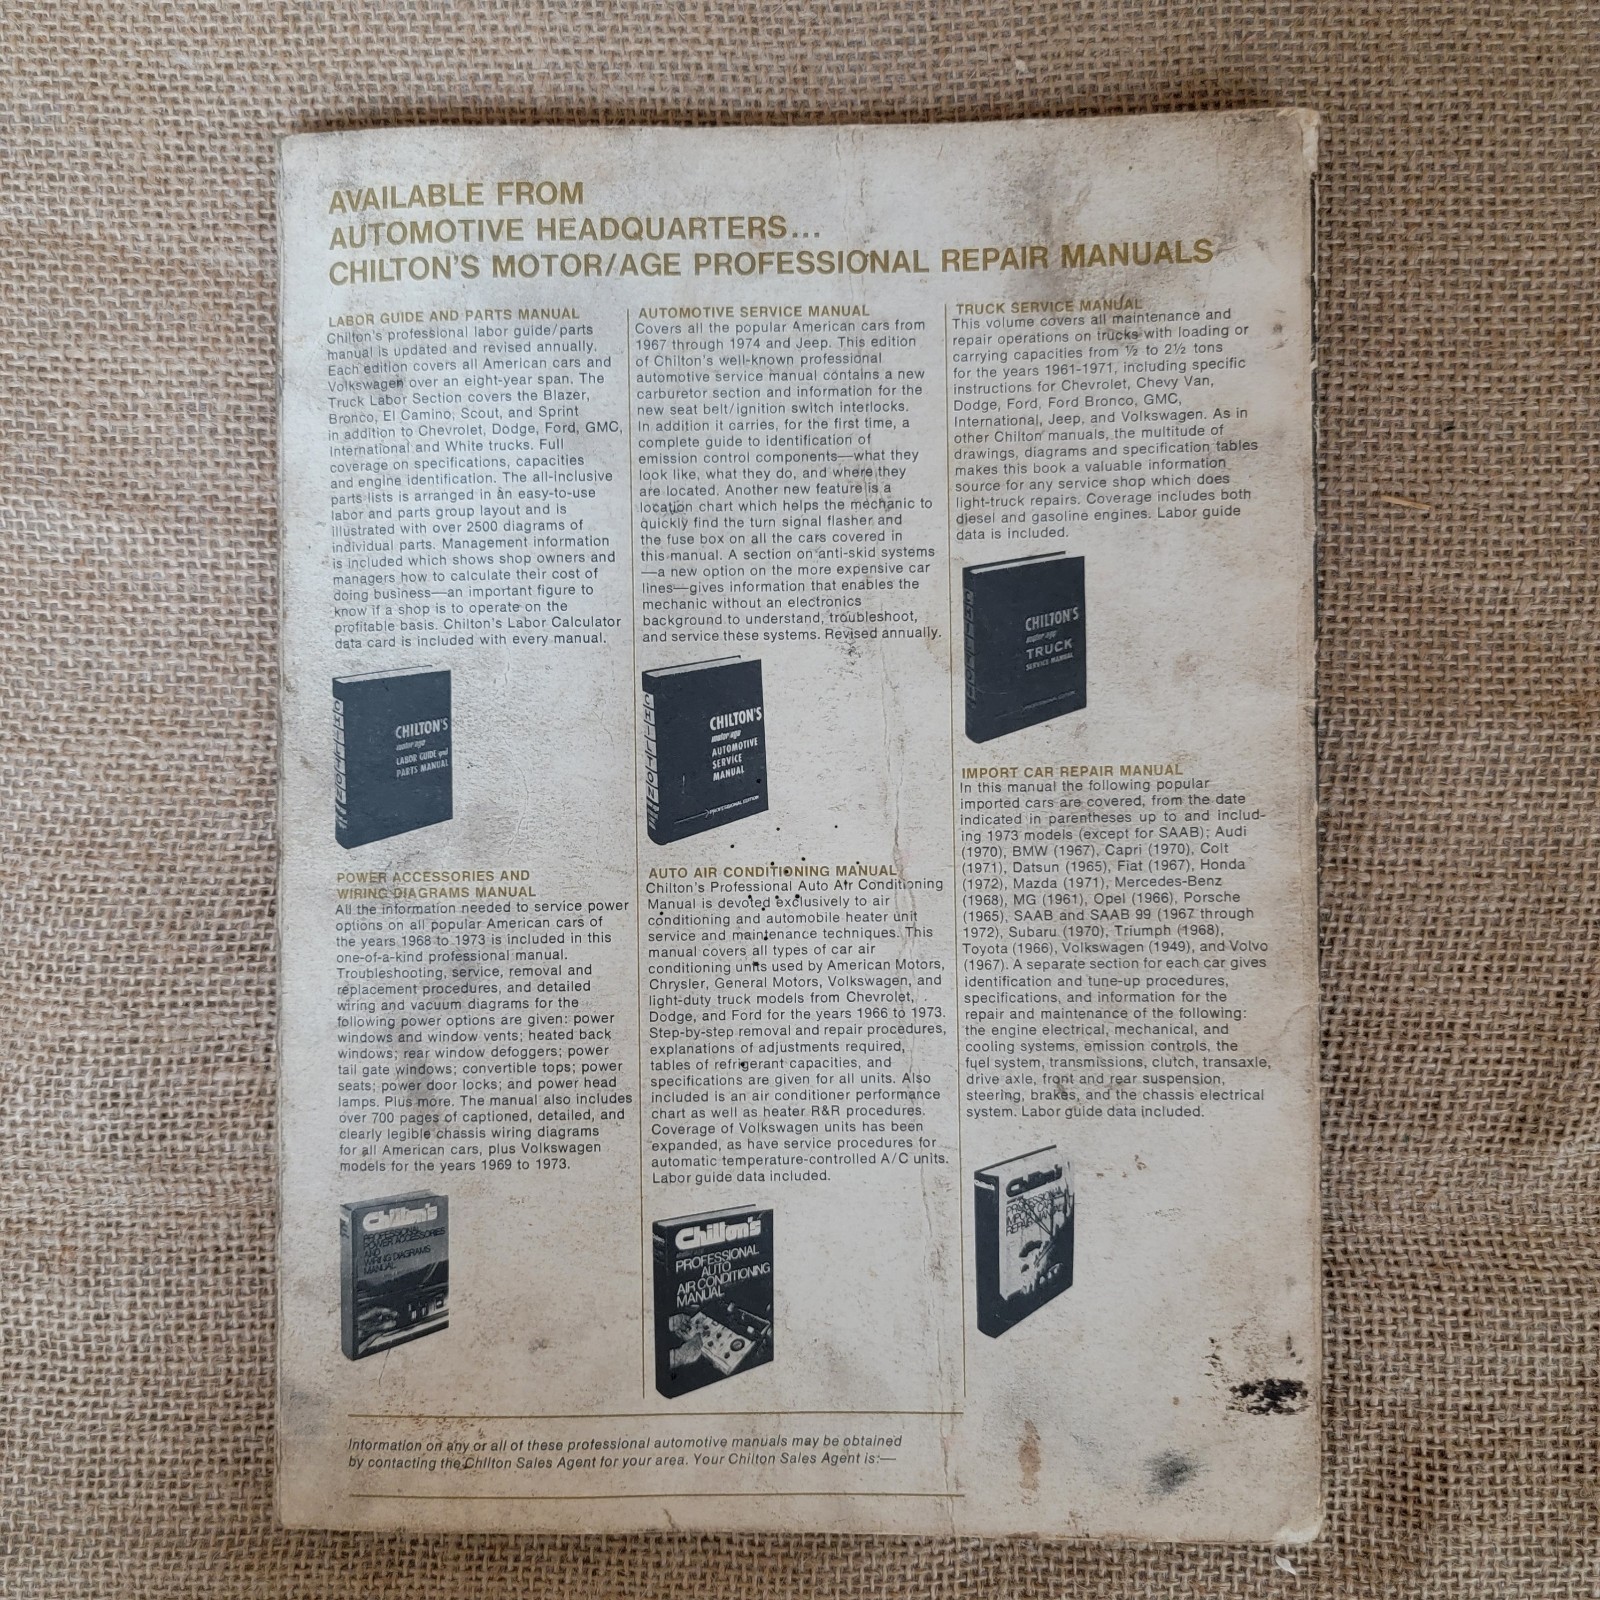 AVAILABLE FROM
AUTOMOTIVE HEADQUARTERS...
CHILTON'S MOTOR/AGE PROFESSIONAL REPAIR MANUALS
LABOR GUIDE AND PARTS MANUAL
Chilton's professional labor guide/parts
manual is updated and revised annually.
Each edition covers all American cars and
Volkswagen over an eight-year span. The
Truck Labor Section covers the Blazer,
Bronco, El Camino, Scout, and Sprint
in addition to Chevrolet, Dodge, Ford, GMC,
International and White trucks. Full
coverage on specifications, capacities
and engine identification. The all-inclusive
parts lists is arranged in an easy-to-use
labor and parts group layout and is
illustrated with over 2500 diagrams of
individual parts. Management information
is included which shows shop owners and
managers how to calculate their cost of
doing business—an important figure to
know if a shop is to operate on the
profitable basis. Chilton's Labor Calculator
data card is included with every manual.
CHILTON'S
motor age
LABOR GUIDE and
PARTS MANUAL
CHILTON
POWER ACCESSORIES AND
WIRING DIAGRAMS MANUAL
All the information needed to service power
options on all popular American cars of
the years 1968 to 1973 is included in this
one-of-a-kind professional manual.
Troubleshooting, service, removal and
replacement procedures, and detailed
wiring and vacuum diagrams for the
following power options are given: power
windows and window vents; heated back
windows; rear window defoggers; power
tail gate windows; convertible tops; power
seats; power door locks; and power head
lamps. Plus more. The manual also includes
over 700 pages of captioned, detailed, and
clearly legible chassis wiring diagrams
for all American cars, plus Volkswagen
models for the years 1969 to 1973.
Chilton's
PROFESSIONAL
POWER ACCESSORIES
AND
WIRING DIAGRAMS
MANUAL
AUTOMOTIVE SERVICE MANUAL
Covers all the popular American cars from
1967 through 1974 and Jeep. This edition
of Chilton's well-known professional
automotive service manual contains a new
carburetor section and information for the
new seat belt/ignition switch interlocks.
In addition it carries, for the first time, a
complete guide to identification of
emission control components—what they
look like, what they do, and where they
are located. Another new feature is a
location chart which helps the mechanic to
quickly find the turn signal flasher and
the fuse box on all the cars covered in
this manual. A section on anti-skid systems
—a new option on the more expensive car
lines—gives information that enables the
mechanic without an electronics
background to understand, troubleshoot,
and service these systems. Revised annually.
CHILTON'S
motor age
AUTOMOTIVE
SERVICE
MANUAL
PROFESSIONAL EDITION
CHILTON
AUTO AIR CONDITIONING MANUAL
Chilton's Professional Auto Air Conditioning
Manual is devoted exclusively to air
conditioning and automobile heater unit
service and maintenance techniques. This
manual covers all types of car air
conditioning units used by American Motors,
Chrysler, General Motors, Volkswagen, and
light-duty truck models from Chevrolet,
Dodge, and Ford for the years 1966 to 1973.
Step-by-step removal and repair procedures,
explanations of adjustments required,
tables of refrigerant capacities, and
specifications are given for all units. Also
included is an air conditioner performance
chart as well as heater R&R procedures.
Coverage of Volkswagen units has been
expanded, as have service procedures for
automatic temperature-controlled A/C units.
Labor guide data included.
Chilton's
PROFESSIONAL
AUTO
AIR CONDITIONING
MANUAL
TRUCK SERVICE MANUAL
This volume covers all maintenance and
repair operations on trucks with loading or
carrying capacities from ½ to 2½ tons
for the years 1961-1971, including specific
instructions for Chevrolet, Chevy Van,
Dodge, Ford, Ford Bronco, GMC,
International, Jeep, and Volkswagen. As in
other Chilton manuals, the multitude of
drawings, diagrams and specification tables
makes this book a valuable information
source for any service shop which does
light-truck repairs. Coverage includes both
diesel and gasoline engines. Labor guide
data is included.
CHILTON'S
motor age
TRUCK
SERVICE MANUAL
IMPORT CAR REPAIR MANUAL
In this manual the following popular
imported cars are covered, from the date
indicated in parentheses up to and includ-
ing 1973 models (except for SAAB); Audi
(1970), BMW (1967), Capri (1970), Colt
(1971), Datsun (1965), Fiat (1967), Honda
(1972), Mazda (1971), Mercedes-Benz
(1968), MG (1961), Opel (1966), Porsche
(1965), SAAB and SAAB 99 (1967 through
1972), Subaru (1970), Triumph (1968),
Toyota (1966), Volkswagen (1949), and Volvo
(1967). A separate section for each car gives
identification and tune-up procedures,
specifications, and information for the
repair and maintenance of the following:
the engine electrical, mechanical, and
cooling systems, emission controls, the
fuel system, transmissions, clutch, transaxle,
drive axle, front and rear suspension,
steering, brakes, and the chassis electrical
system. Labor guide data included.
Chilton's
Information on any or all of these professional automotive manuals may be obtained
by contacting the Chilton Sales Agent for your area. Your Chilton Sales Agent is:—